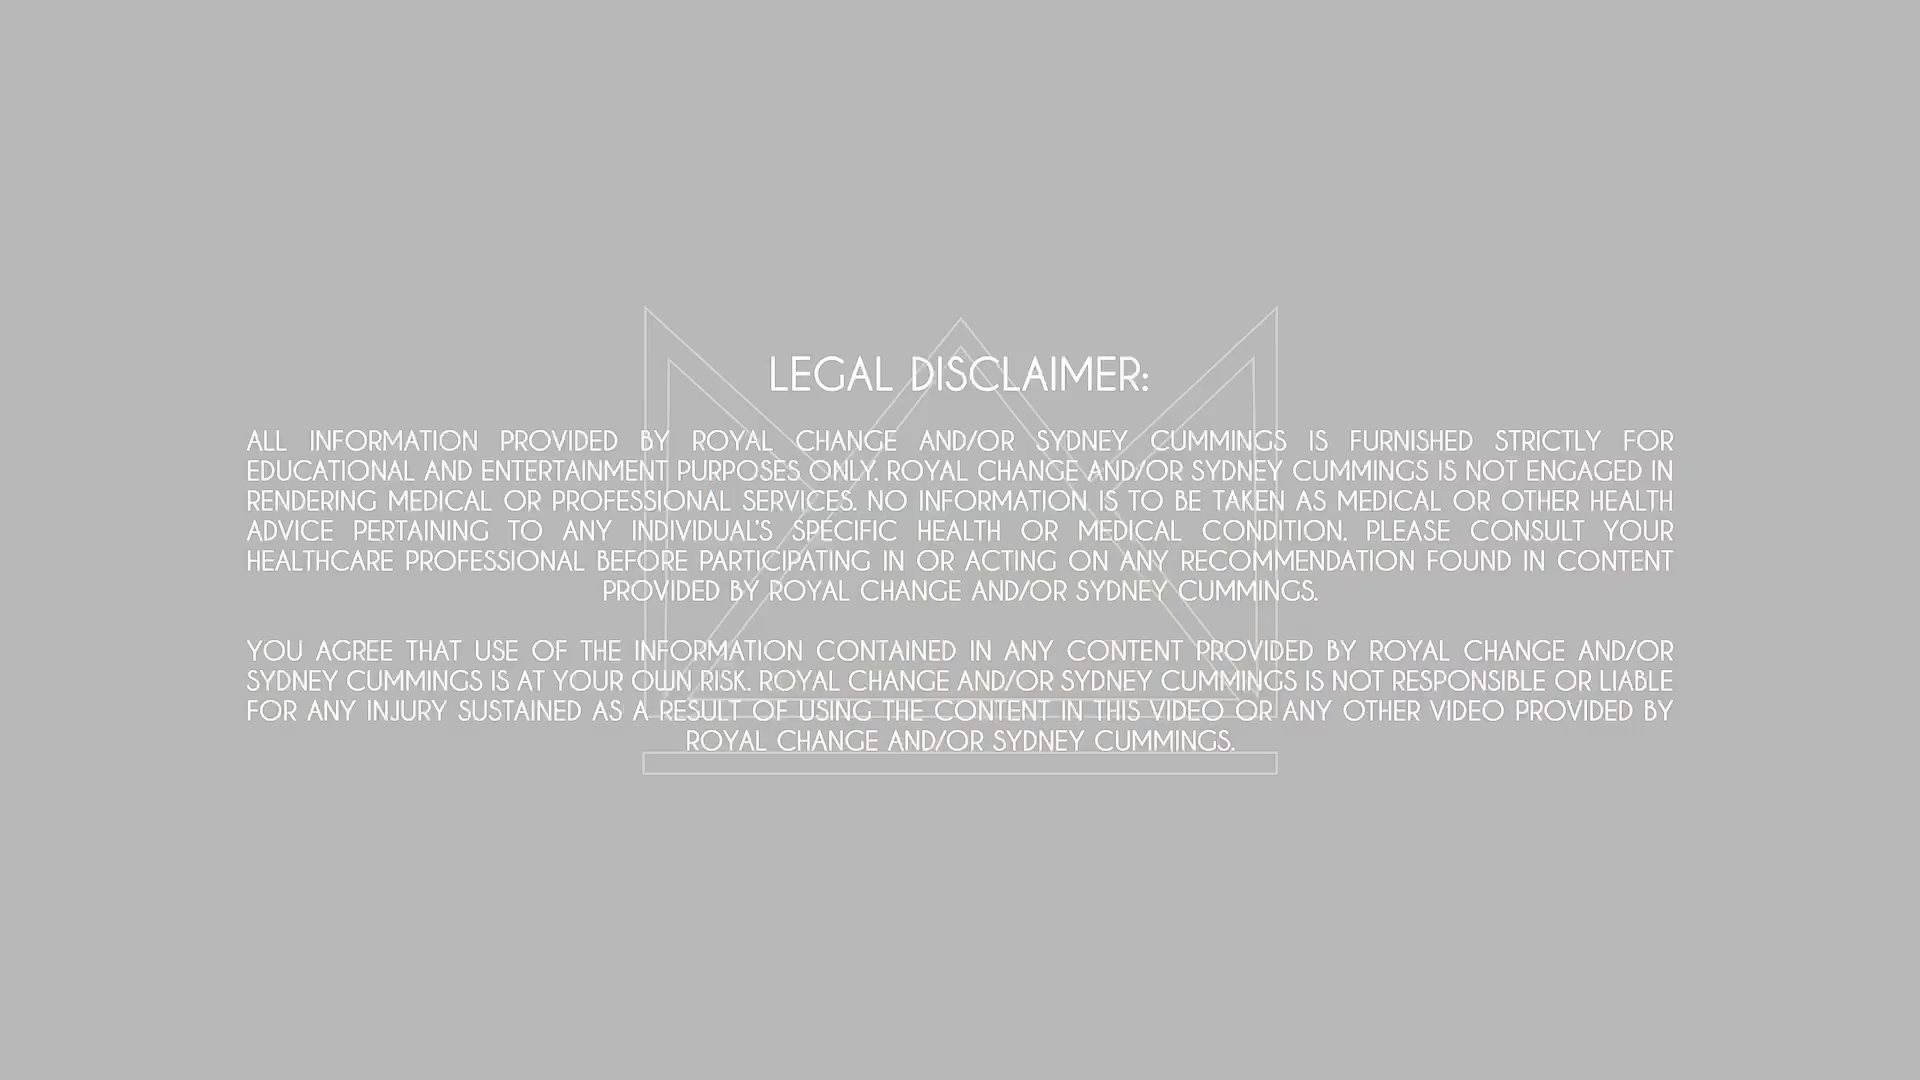 LEGAL DISCLAIMER:
ALL INFORMATION PROVIDED BY ROYAL CHANGE AND/OR SYDNEY CUMMINGS IS FURNISHED STRICTLY FOR
EDUCATIONAL AND ENTERTAINMENT PURPOSES ONLY. ROYAL CHANGE AND/OR SYDNEY CUMMINGS IS NOT ENGAGED IN
RENDERING MEDICAL OR PROFESSIONAL SERVICES. NO INFORMATION IS TO BE TAKEN AS MEDICAL OR OTHER HEALTH
ADVICE PERTAINING TO ANY INDIVIDUAL'S SPECIFIC HEALTH OR MEDICAL CONDITION. PLEASE CONSULT YOUR
HEALTHCARE PROFESSIONAL BEFORE PARTICIPATING IN OR ACTING ON ANY RECOMMENDATION FOUND IN CONTENT
PROVIDED BY ROYAL CHANGE AND/OR SYDNEY CUMMINGS.
YOU AGREE THAT USE OF THE INFORMATION CONTAINED IN ANY CONTENT PROVIDED BY ROYAL CHANGE AND/OR
SYDNEY CUMMINGS IS AT YOUR OWN RISK. ROYAL CHANGE AND/OR SYDNEY CUMMINGS IS NOT RESPONSIBLE OR LIABLE
FOR ANY INJURY SUSTAINED AS A RESULT OF USING THE CONTENT IN THIS VIDEO OR ANY OTHER VIDEO PROVIDED BY
ROYAL CHANGE AND/OR SYDNEY CUMMINGS.